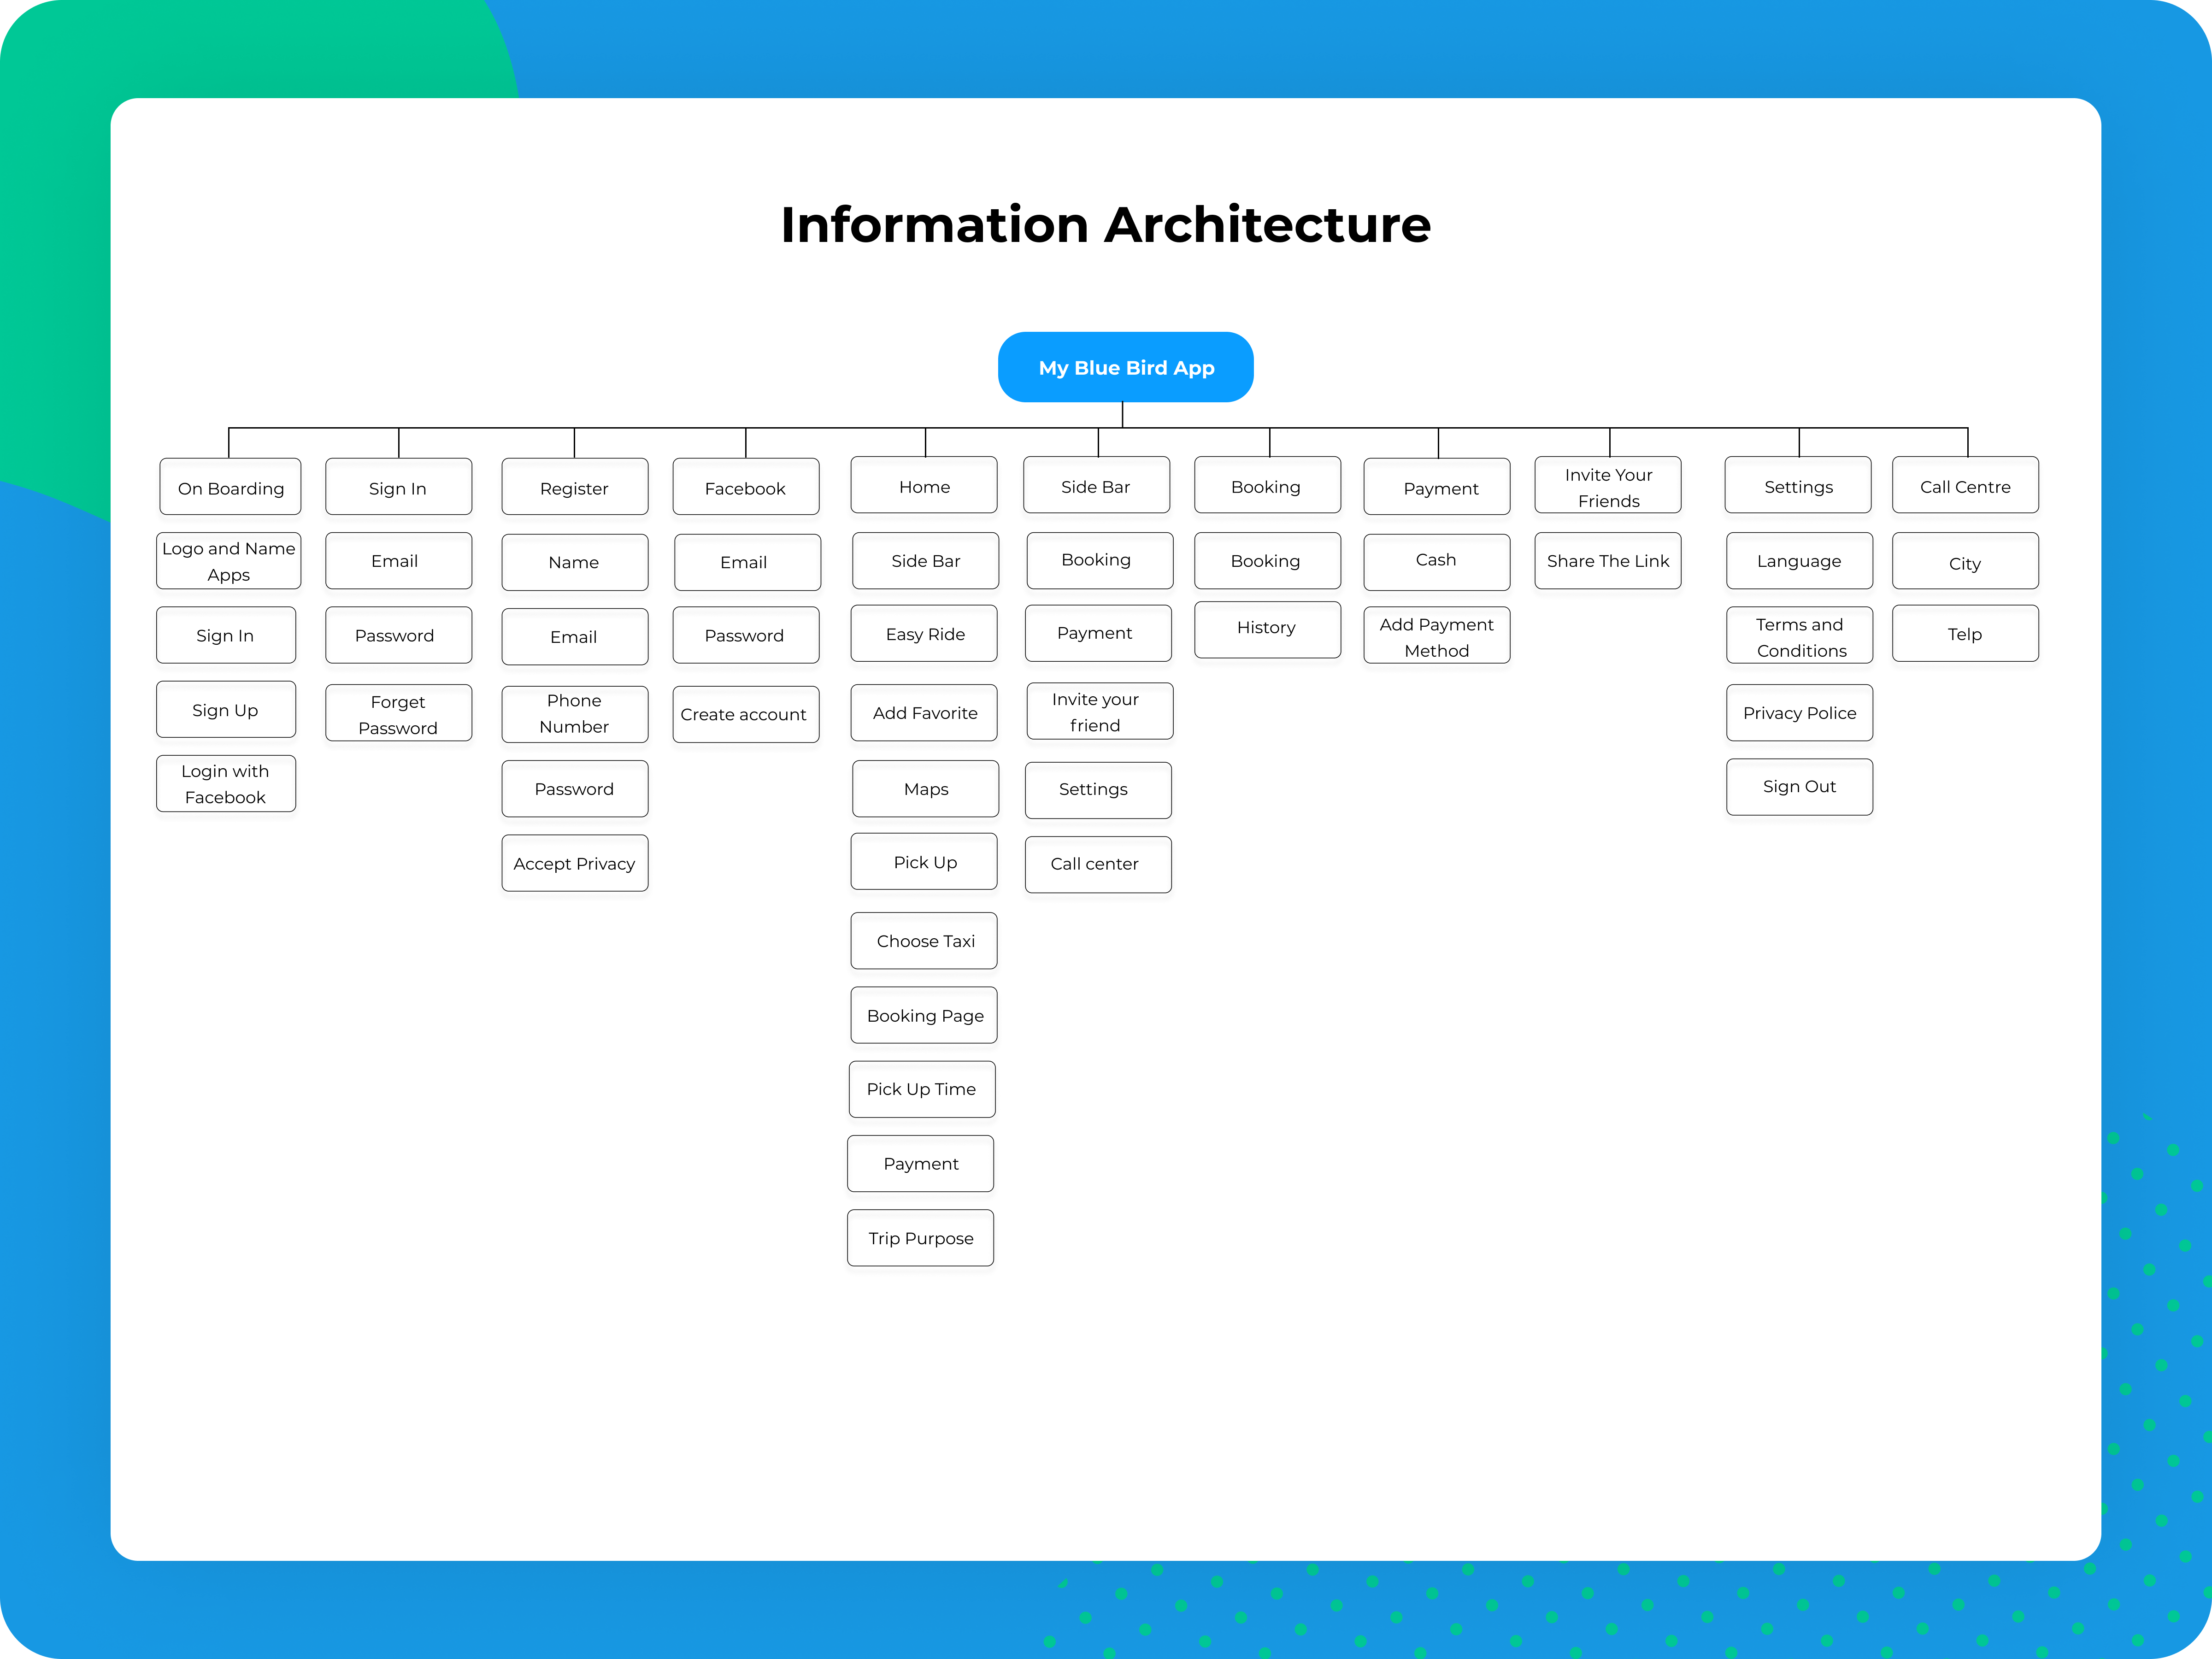 Information Architecture
My Blue Bird App
On Boarding
Logo and Name
Apps
Sign In
Sign Up
Login with
Facebook
Sign In
Email
Password
Forget
Password
Register
Name
Email
Phone
Number
Password
Accept Privacy
Facebook
Email
Password
Create account
Home
Side Bar
Easy Ride
Add Favorite
Maps
Pick Up
Choose Taxi
Booking Page
Pick Up Time
Payment
Trip Purpose
Side Bar
Booking
Payment
Invite your
friend
Settings
Call center
Booking
Booking
History
Payment
Cash
Add Payment
Method
Invite Your
Friends
Share The Link
Settings
Language
Terms and
Conditions
Privacy Police
Sign Out
Call Centre
City
Telp